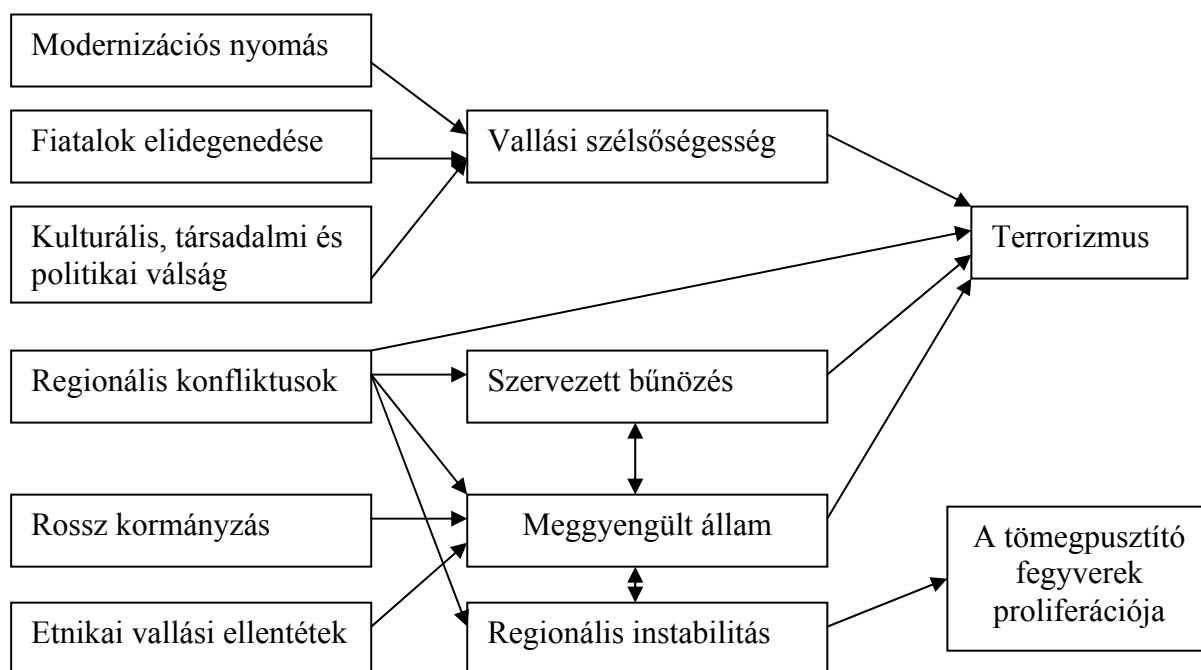 Modernizációs nyomás
Fiatalok elidegenedése
Vallási szélsőségesség
Kulturális, társadalmi és
politikai válság
Terrorizmus
Regionális konfliktusok
Szervezett bűnözés
Rossz kormányzás
Meggyengült állam
A tömegpusztító
fegyverek
proliferációja
Etnikai vallási ellentétek
Regionális instabilitás